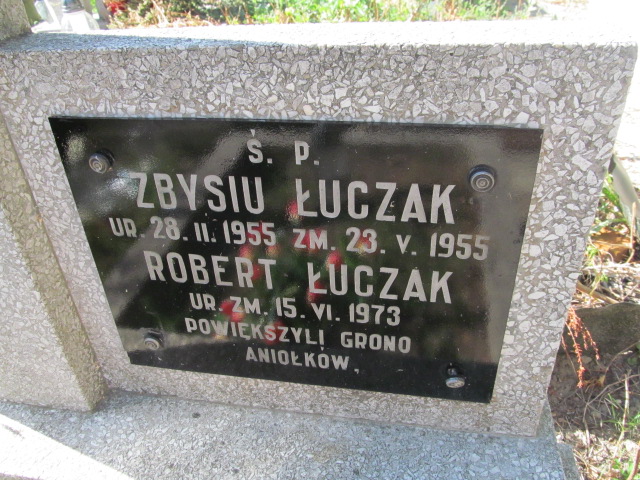 Ś. P.
ZBYSIU ŁUCZAK
UR. 28. II. 1955 ZM. 23. V. 1955
ROBERT ŁUCZAK
UR. ZM. 15. VI. 1973
POWIĘKSZYLI GRONO
ANIOŁKÓW,